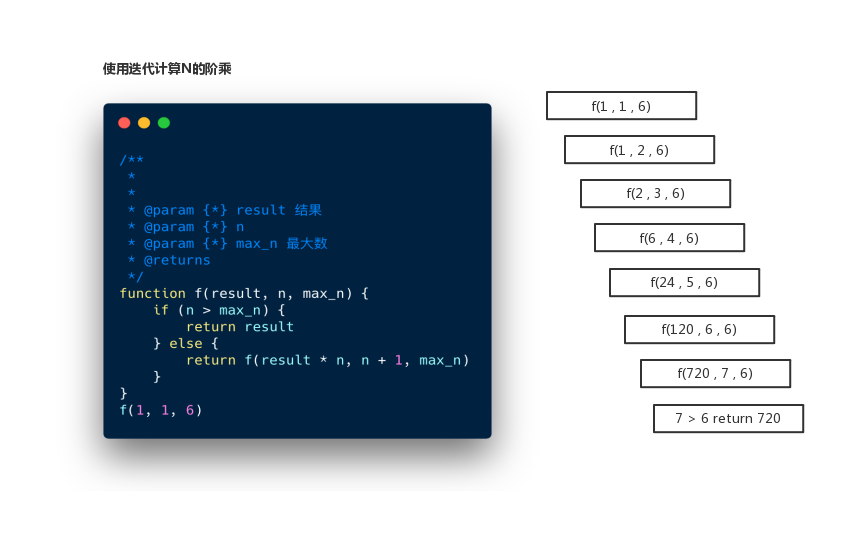 使用迭代计算N的阶乘
/**
 *
 *
 * @param {*} result 结果
 * @param {*} n
 * @param {*} max_n 最大数
 * @returns
 */
function f(result, n, max_n) {
    if (n > max_n) {
        return result
    } else {
        return f(result * n, n + 1, max_n)
    }
}
f(1, 1, 6)
f(1 , 1 , 6)
f(1 , 2 , 6)
f(2 , 3 , 6)
f(6 , 4 , 6)
f(24 , 5 , 6)
f(120 , 6 , 6)
f(720 , 7 , 6)
7 > 6 return 720